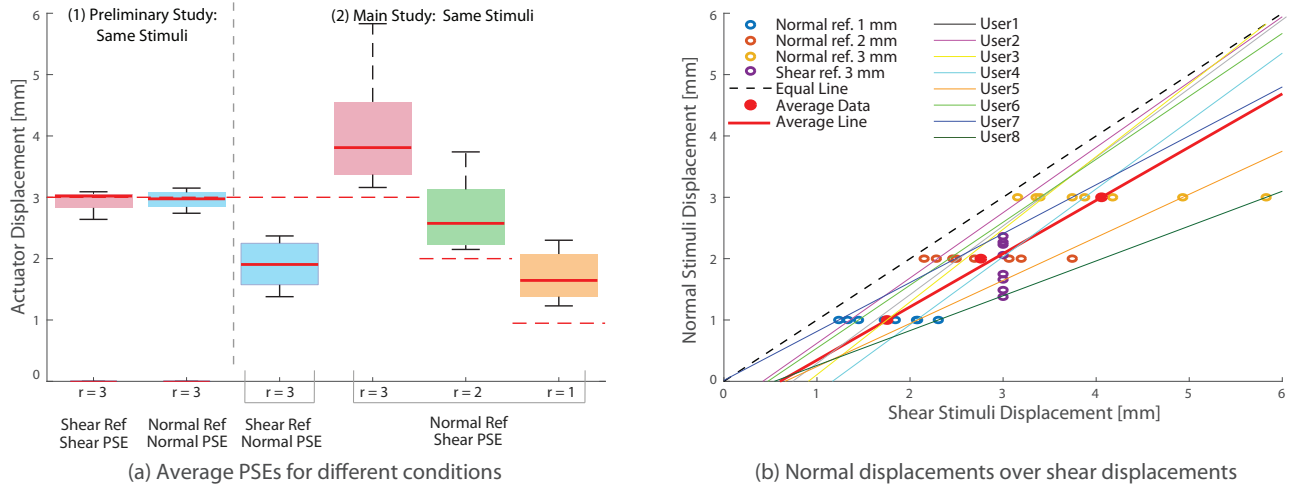 (1) Preliminary Study:
Same Stimuli
(2) Main Study: Same Stimuli
Actuator Displacement [mm]
6
5
4
3
2
1
0
r = 3
r = 3
r = 3
r = 3
r = 2
r = 1
Shear Ref
Shear PSE
Normal Ref
Normal PSE
Shear Ref
Normal PSE
Normal Ref
Shear PSE
(a) Average PSEs for different conditions
Normal Stimuli Displacement [mm]
6
5
4
3
2
1
0
Normal ref. 1 mm
Normal ref. 2 mm
Normal ref. 3 mm
Shear ref. 3 mm
Equal Line
Average Data
Average Line
User1
User2
User3
User4
User5
User6
User7
User8
0
1
2
3
4
5
6
Shear Stimuli Displacement [mm]
(b) Normal displacements over shear displacements